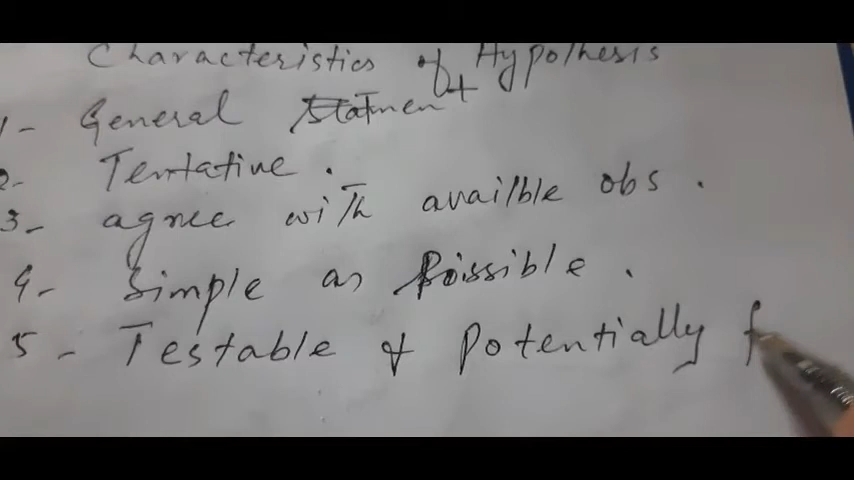 Characteristics of Hypothesis
1- General Statment
2- Tentative .
3- agree with availble obs .
4- Simple as Possible .
5- Testable & Potentially f